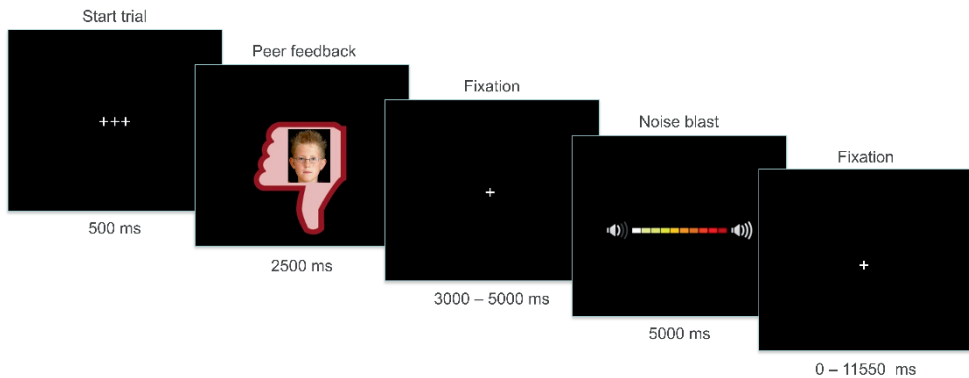 Start trial
+++
500 ms
Peer feedback
2500 ms
Fixation
+
3000 – 5000 ms
Noise blast
5000 ms
Fixation
+
0 – 11550 ms